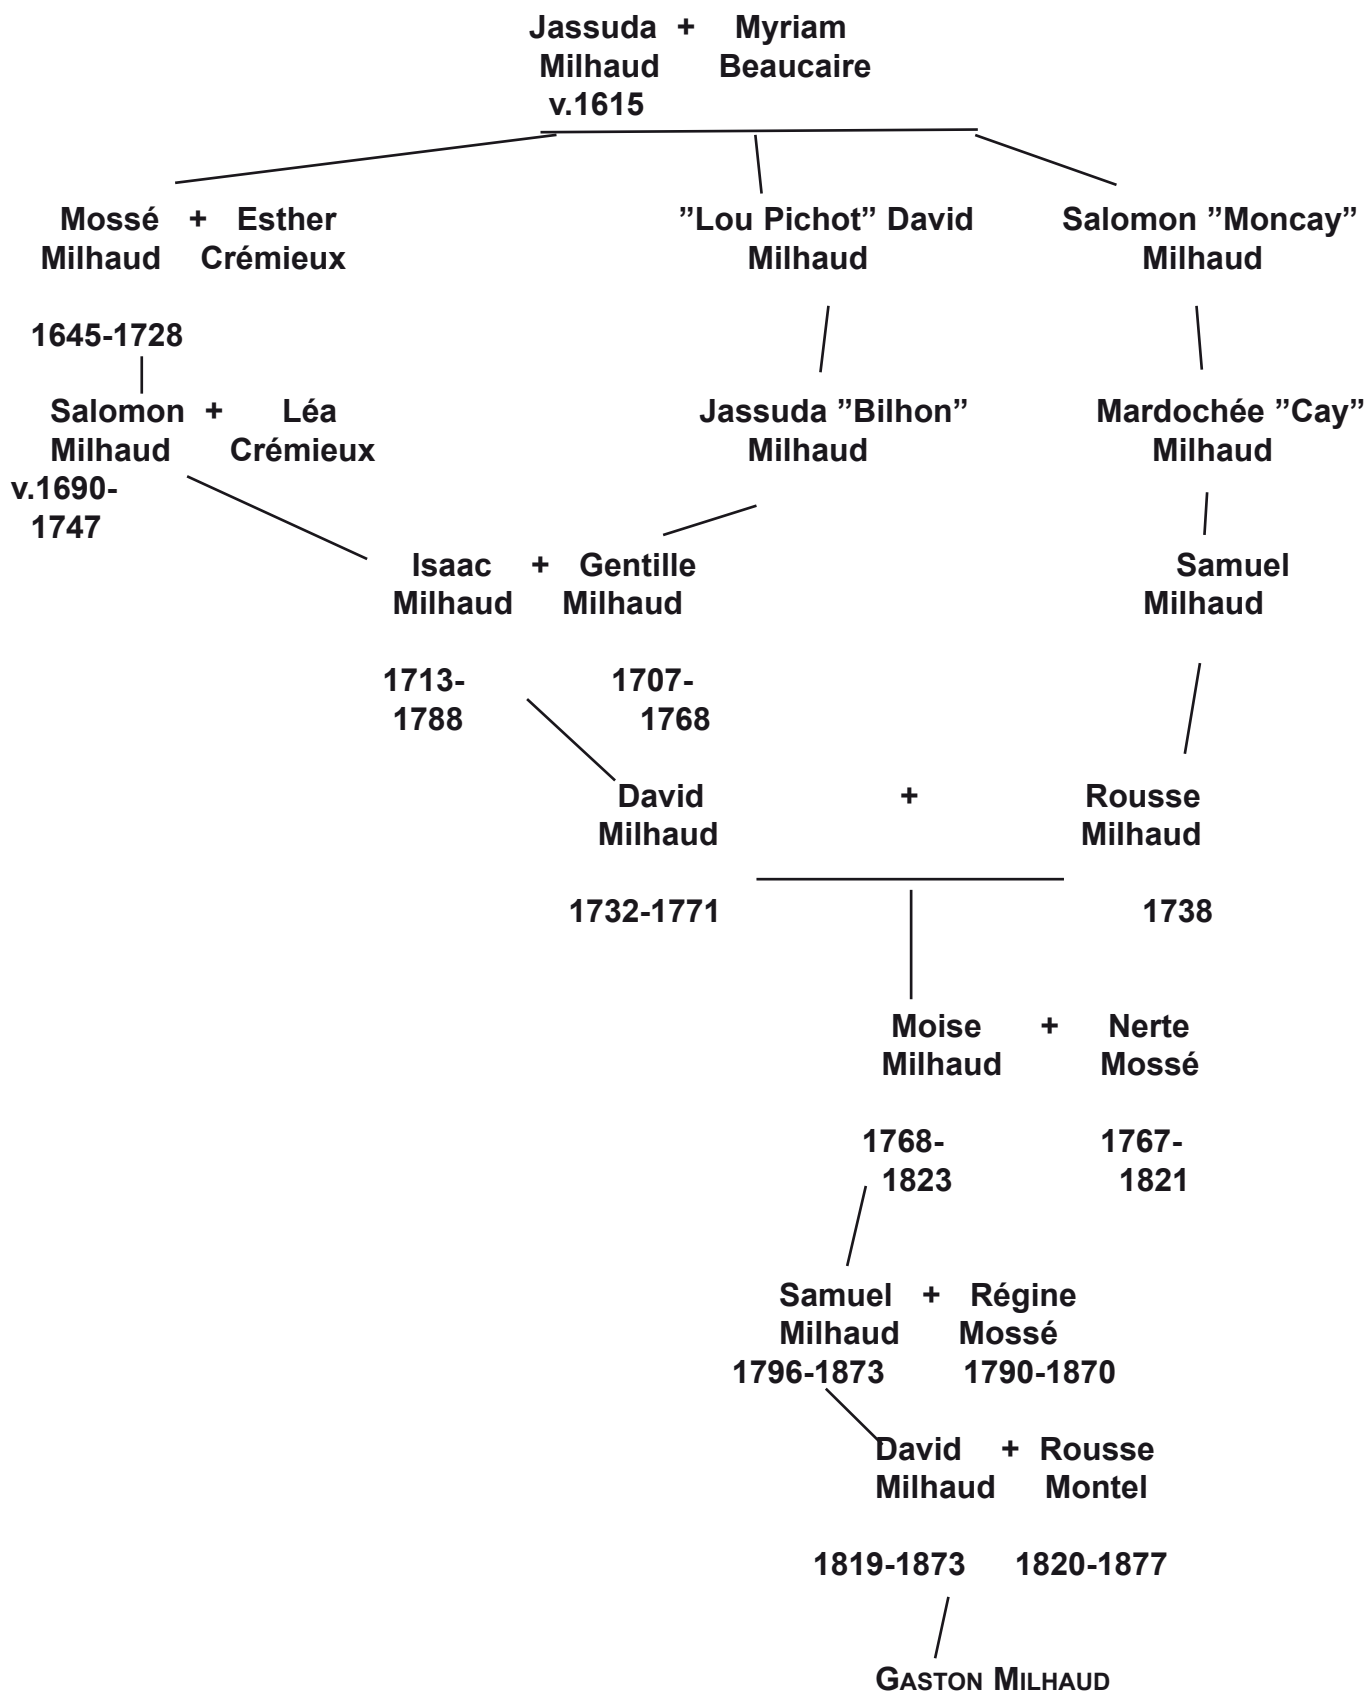 Jassuda + Myriam
Milhaud Beaucaire
v.1615
Mossé + Esther ”Lou Pichot” David Salomon ”Moncay”
Milhaud Crémieux Milhaud Milhaud
1645-1728
Salomon + Léa Jassuda ”Bilhon” Mardochée ”Cay”
Milhaud Crémieux Milhaud Milhaud
v.1690-
1747
Isaac + Gentille Samuel
Milhaud Milhaud Milhaud
1713- 1707-
1788 1768
David + Rousse
Milhaud Milhaud
1732-1771 1738
Moise + Nerte
Milhaud Mossé
1768- 1767-
1823 1821
Samuel + Régine
Milhaud Mossé
1796-1873 1790-1870
David + Rousse
Milhaud Montel
1819-1873 1820-1877
GASTON MILHAUD